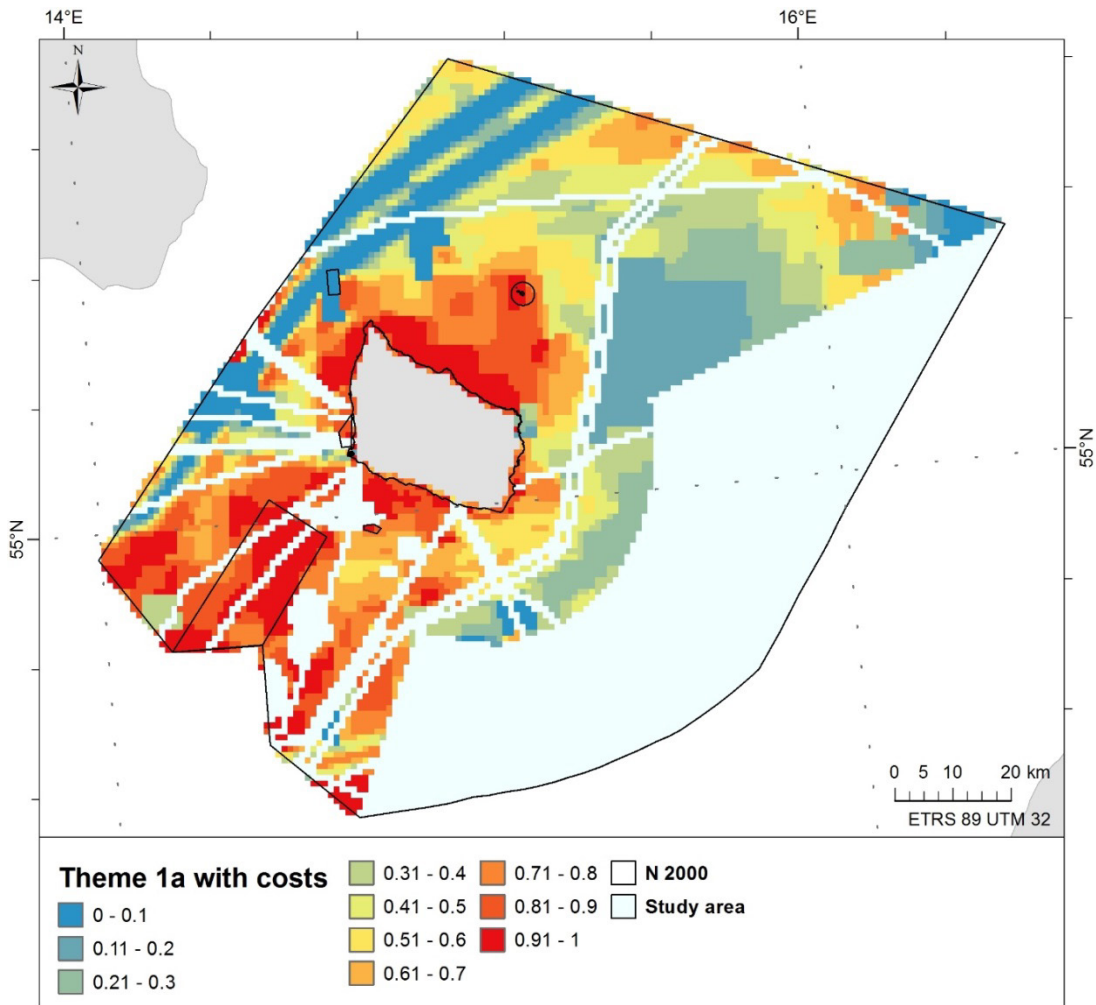 14°E 16°E
N
55°N
55°N
0 5 10 20 km
ETRS 89 UTM 32
Theme 1a with costs
0 - 0.1
0.11 - 0.2
0.21 - 0.3
0.31 - 0.4
0.41 - 0.5
0.51 - 0.6
0.61 - 0.7
0.71 - 0.8
0.81 - 0.9
0.91 - 1
N 2000
Study area